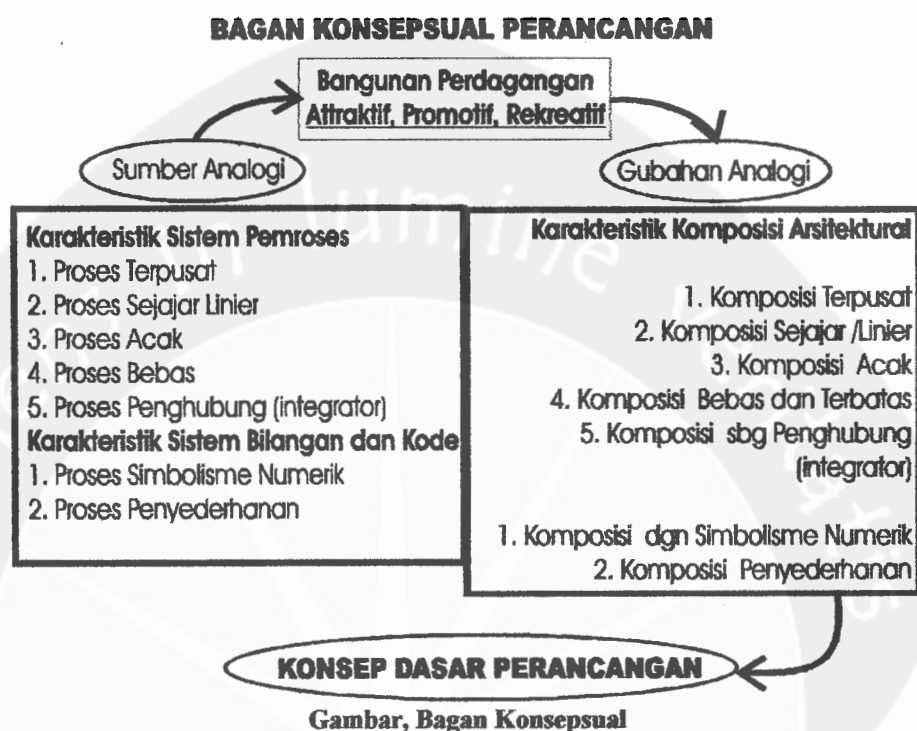 BAGAN KONSEPSUAL PERANCANGAN
Bangunan Perdagangan
Attraktif, Promotif, Rekreatif
Sumber Analogi
Gubahan Analogi
Karakteristik Sistem Pemroses
1. Proses Terpusat
2. Proses Sejajar Linier
3. Proses Acak
4. Proses Bebas
5. Proses Penghubung (integrator)
Karakteristik Sistem Bilangan dan Kode
1. Proses Simbolisme Numerik
2. Proses Penyederhanan
Karakteristik Komposisi Arsitektural
1. Komposisi Terpusat
2. Komposisi Sejajar /Linier
3. Komposisi Acak
4. Komposisi Bebas dan Terbatas
5. Komposisi sbg Penghubung
(integrator)
1. Komposisi dgn Simbolisme Numerik
2. Komposisi Penyederhanan
KONSEP DASAR PERANCANGAN
Gambar, Bagan Konsepsual
in lumine